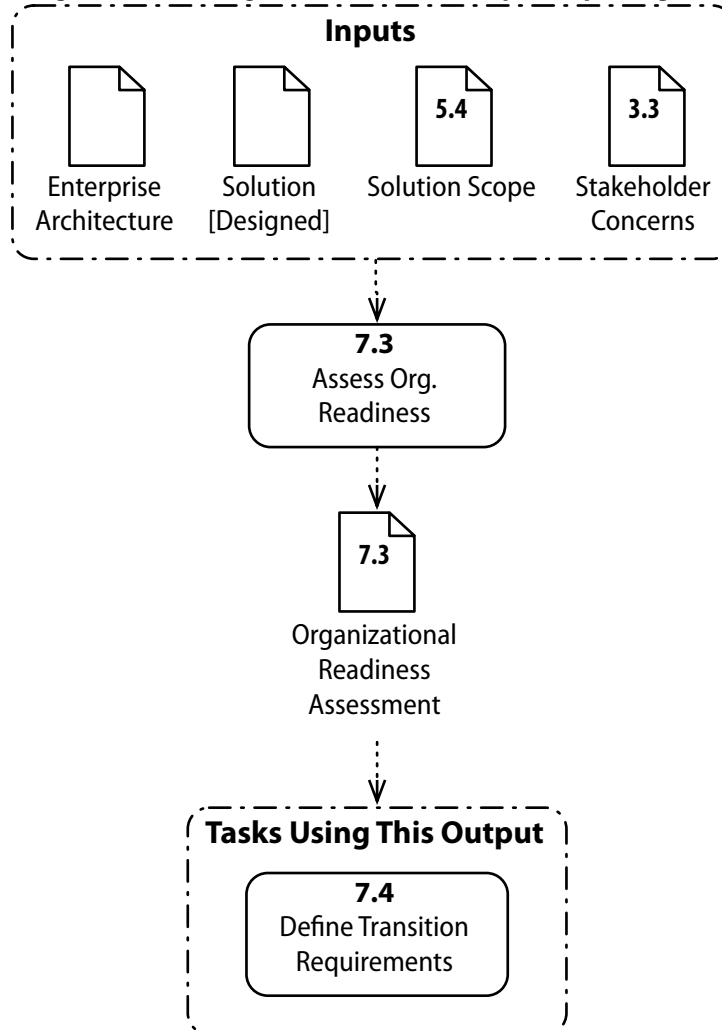 Inputs
5.4
3.3
Enterprise
Architecture
Solution
[Designed]
Solution Scope
Stakeholder
Concerns
7.3
Assess Org.
Readiness
7.3
Organizational
Readiness
Assessment
Tasks Using This Output
7.4
Define Transition
Requirements